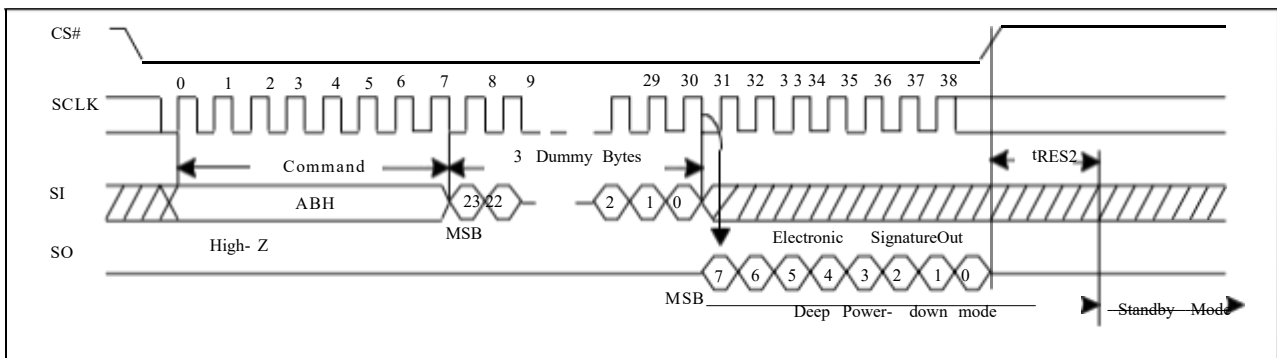 CS#
0 1 2 3 4 5 6 7 8 9 29 30 31 32 3 3 34 35 36 37 38
SCLK
Command
3 Dummy Bytes
tRES2
SI
ABH
23 22
2 1 0
MSB
High- Z
Electronic SignatureOut
SO
7 6 5 4 3 2 1 0
MSB
Deep Power- down mode
Standby Mode